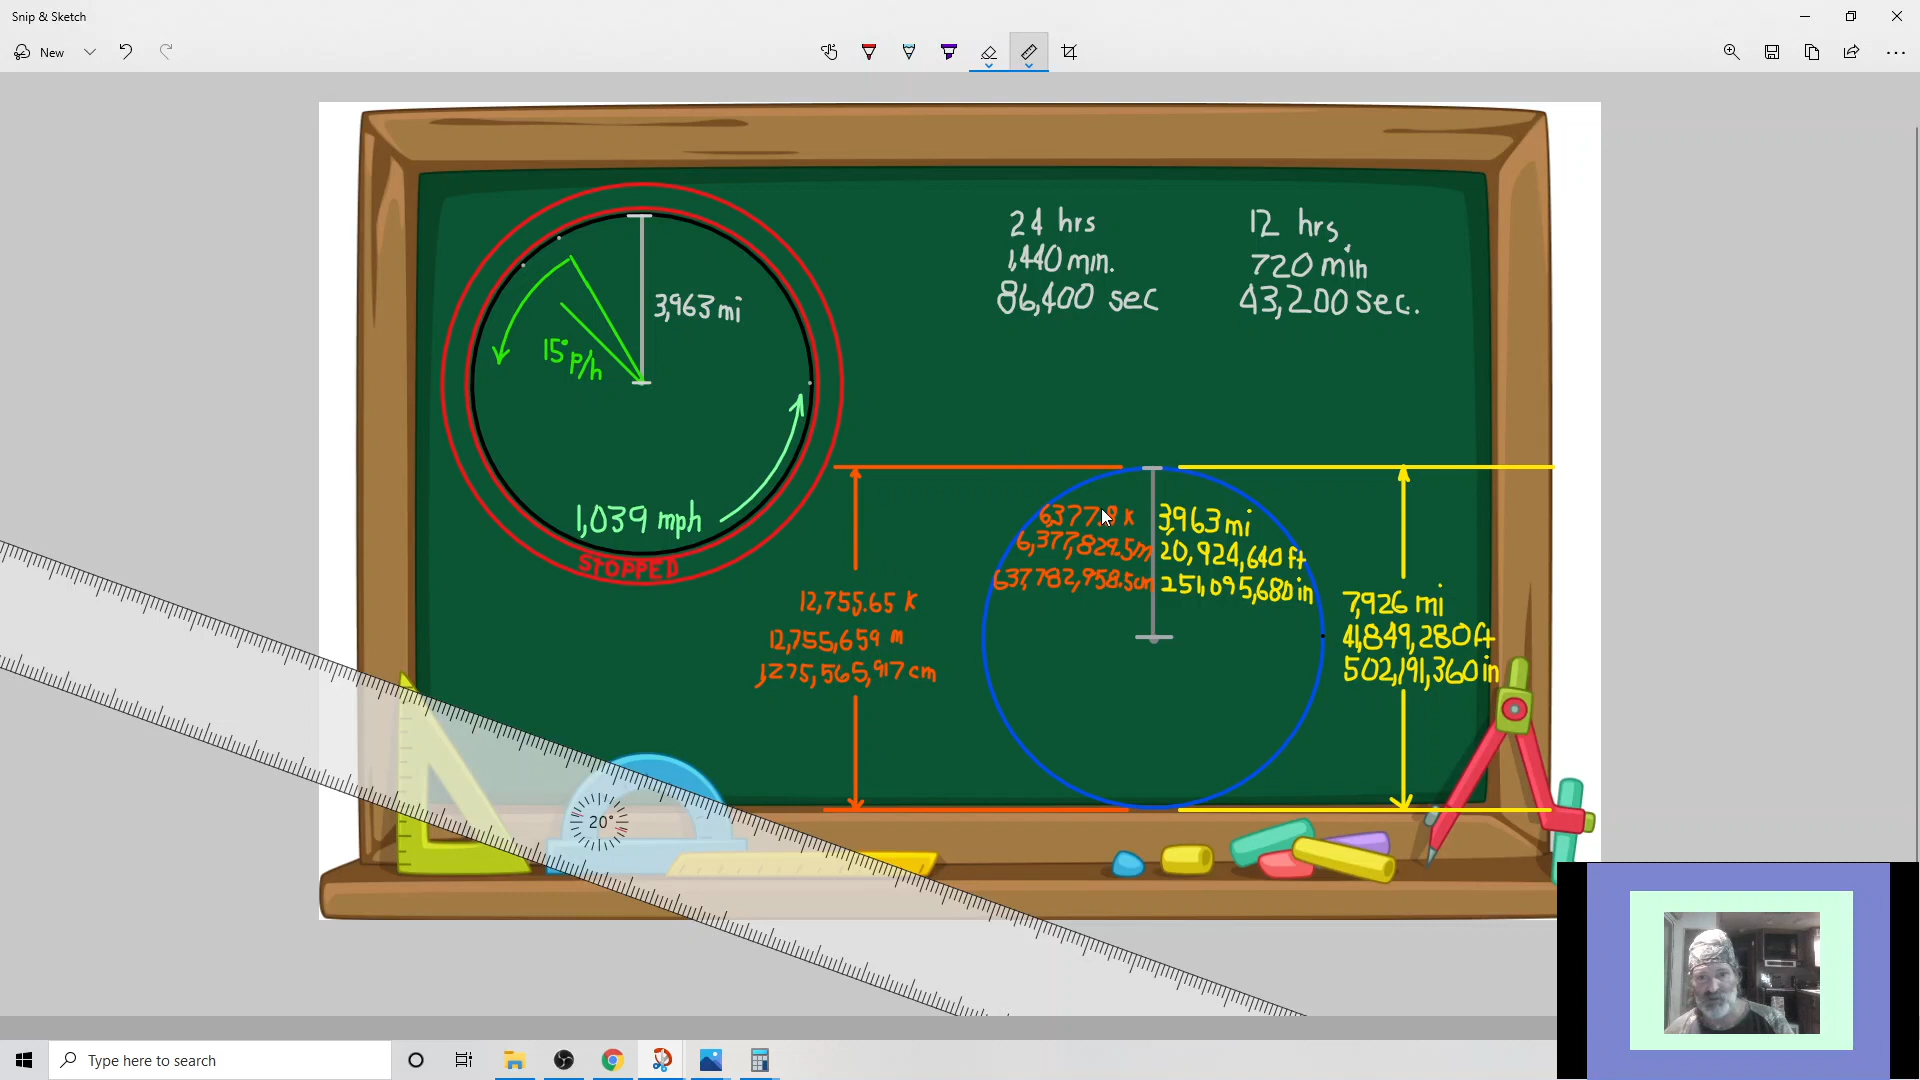 Snip & Sketch
New
3,963 mi
15° p/h
1,039 mph
STOPPED
24 hrs
1,440 min.
86,400 sec
12 hrs,
720 min
43,200 sec.
K
6,377,829.5m
637,782,958.5cm
3,963 mi
20,924,640 ft
251,095,680 in
12,755.65 K
12,755,659 m
1,275,565,917 cm
7,926 mi
41,849,280 ft
502,191,360 in
20°
Type here to search